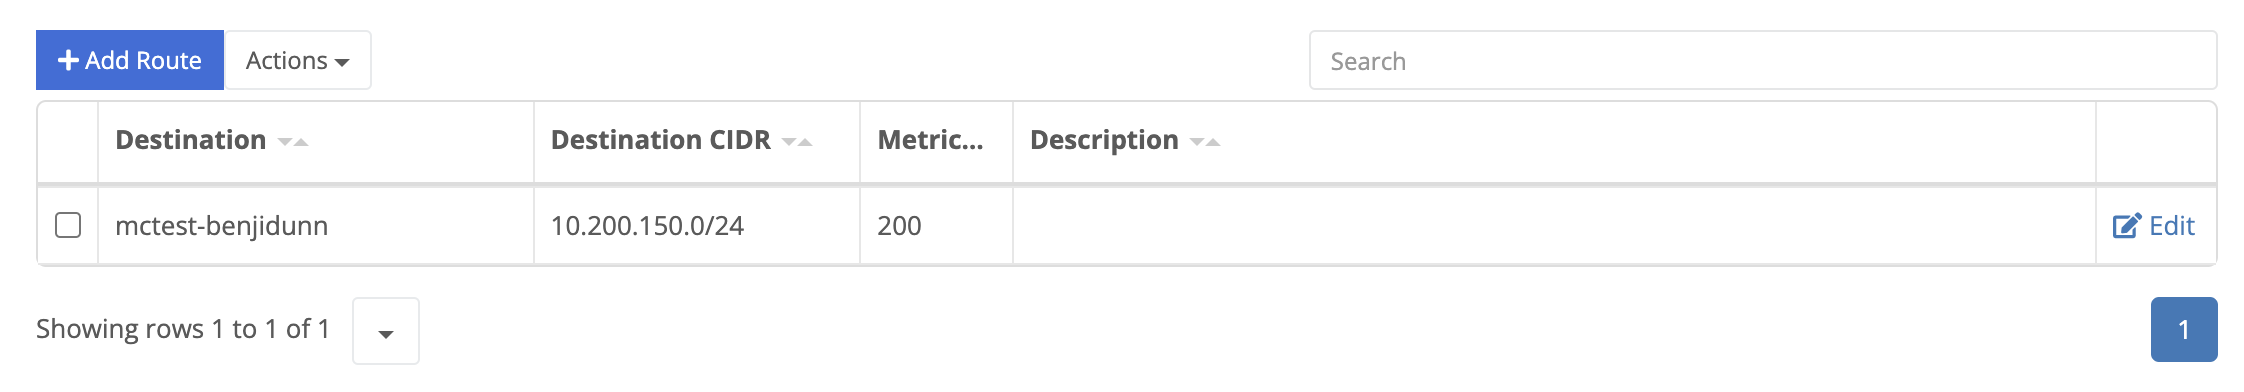 Add Route Actions Search
Destination Destination CIDR Metric... Description
mctest-benjidunn 10.200.150.0/24 200 Edit
Showing rows 1 to 1 of 1 1